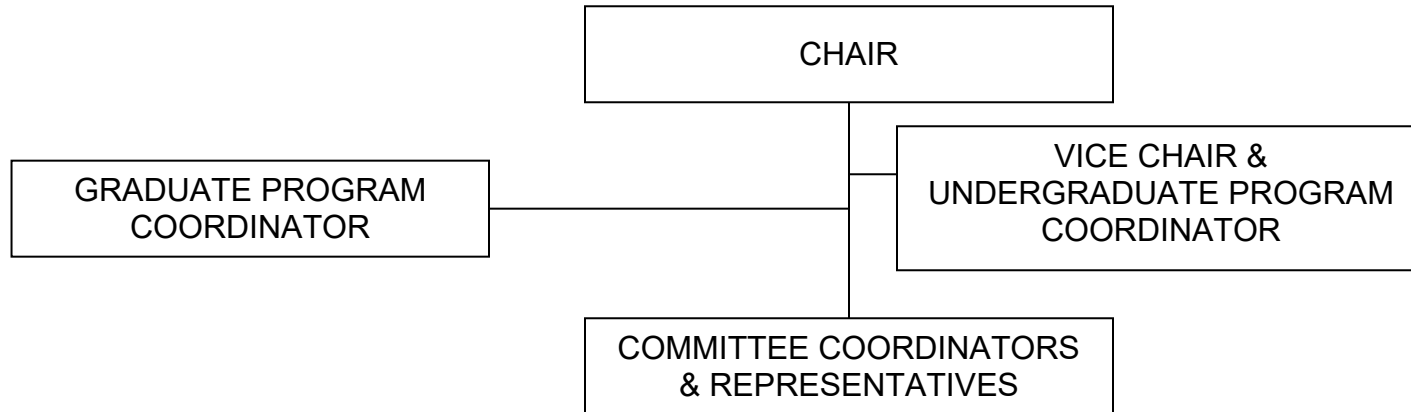 CHAIR
VICE CHAIR &
UNDERGRADUATE PROGRAM
COORDINATOR
GRADUATE PROGRAM
COORDINATOR
COMMITTEE COORDINATORS
& REPRESENTATIVES